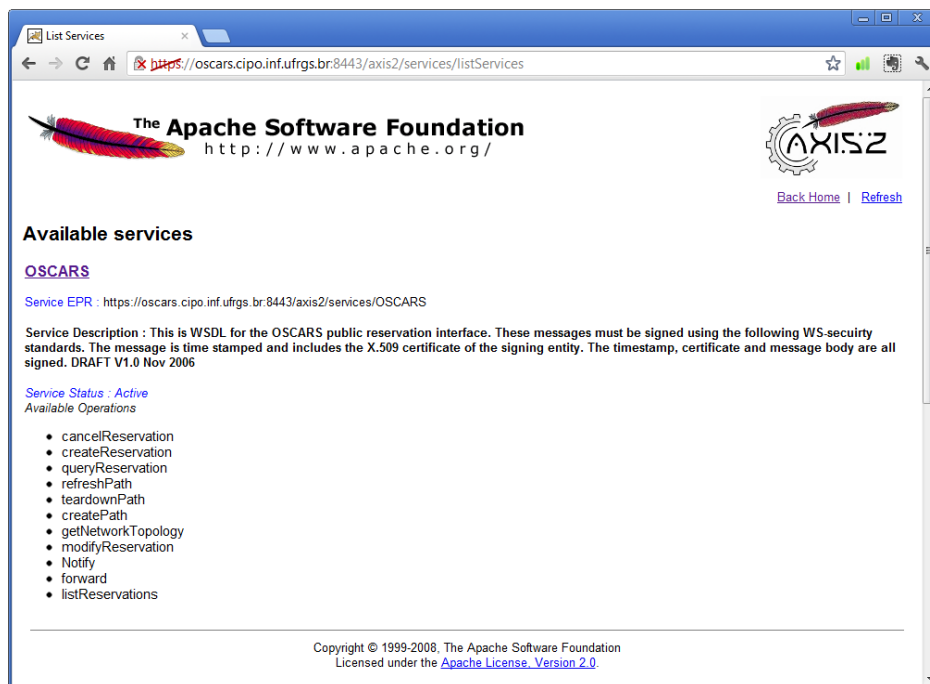 List Services
https://oscars.cipo.inf.ufrgs.br:8443/axis2/services/listServices
The Apache Software Foundation
http://www.apache.org/
AXIS2
Back Home | Refresh
Available services
OSCARS
Service EPR : https://oscars.cipo.inf.ufrgs.br:8443/axis2/services/OSCARS
Service Description : This is WSDL for the OSCARS public reservation interface. These messages must be signed using the following WS-secuirty
standards. The message is time stamped and includes the X.509 certificate of the signing entity. The timestamp, certificate and message body are all
signed. DRAFT V1.0 Nov 2006
Service Status : Active
Available Operations
cancelReservation
createReservation
queryReservation
refreshPath
teardownPath
createPath
getNetworkTopology
modifyReservation
Notify
forward
listReservations
Copyright © 1999-2008, The Apache Software Foundation
Licensed under the Apache License, Version 2.0.